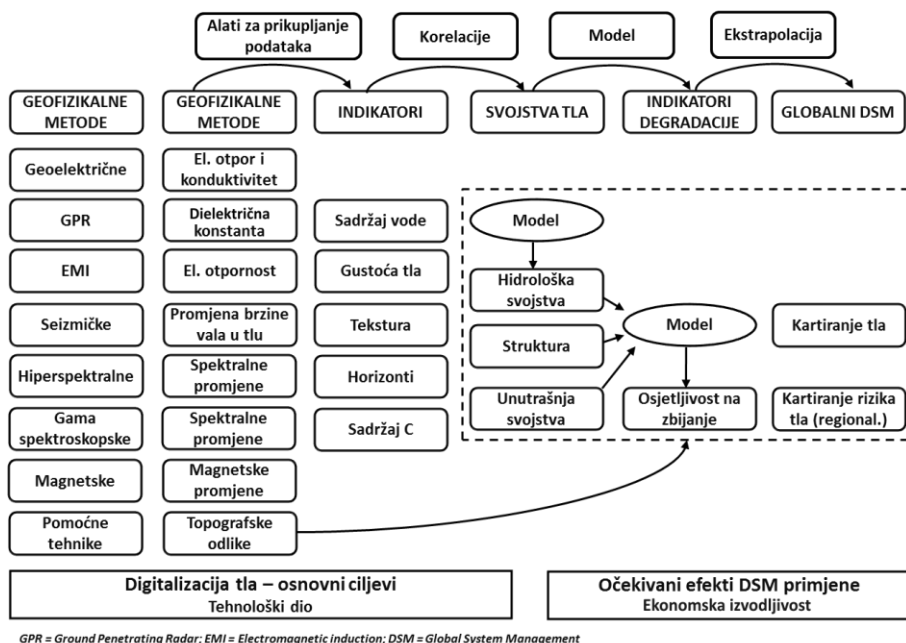 Alati za prikupljanje
podataka
Korelacije
Model
Ekstrapolacija
GEOFIZIKALNE
METODE
GEOFIZIKALNE
METODE
INDIKATORI
SVOJSTVA TLA
INDIKATORI
DEGRADACIJE
GLOBALNI DSM
Geoelektrične
El. otpor i
konduktivitet
GPR
Dielektrična
konstanta
Sadržaj vode
Model
EMI
El. otpornost
Gustoća tla
Hidrološka
svojstva
Seizmičke
Promjena brzine
vala u tlu
Tekstura
Struktura
Model
Kartiranje tla
Hiperspektralne
Spektralne
promjene
Horizonti
Unutrašnja
svojstva
Osjetljivost na
zbijanje
Kartiranje rizika
tla (regional.)
Gama
spektroskopske
Spektralne
promjene
Sadržaj C
Magnetske
Magnetske
promjene
Pomoćne
tehnike
Topografske
odlike
Digitalizacija tla – osnovni ciljevi
Tehnološki dio
Očekivani efekti DSM primjene
Ekonomska izvodljivost
GPR = Ground Penetrating Radar; EMI = Electromagnetic induction; DSM = Global System Management